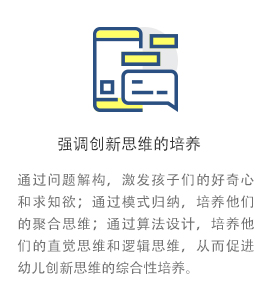 强调创新思维的培养
通过问题解构，激发孩子们的好奇心
和求知欲；通过模式归纳，培养他们
的聚合思维；通过算法设计，培养他
们的直觉思维和逻辑思维，从而促进
幼儿创新思维的综合性培养。